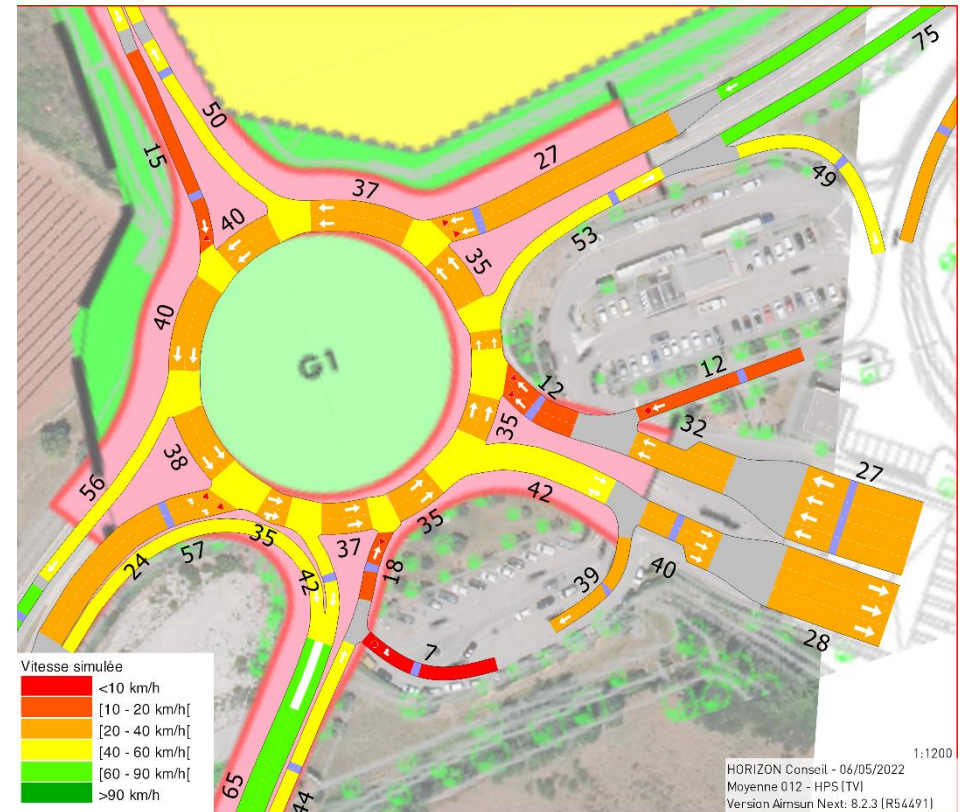 75
50
15
27
37
49
40
35
53
G1
40
12
12
35
32
27
38
42
56
35
37
35
24
57
42
18
39
40
7
28
65
44
Vitesse simulée
<10 km/h
[10 - 20 km/h[
[20 - 40 km/h[
[40 - 60 km/h[
[60 - 90 km/h[
>90 km/h
1:1200
HORIZON Conseil - 06/05/2022
Moyenne 012 - HPS (TV)
Version Aimsun Next: 8.2.3 (R54491)